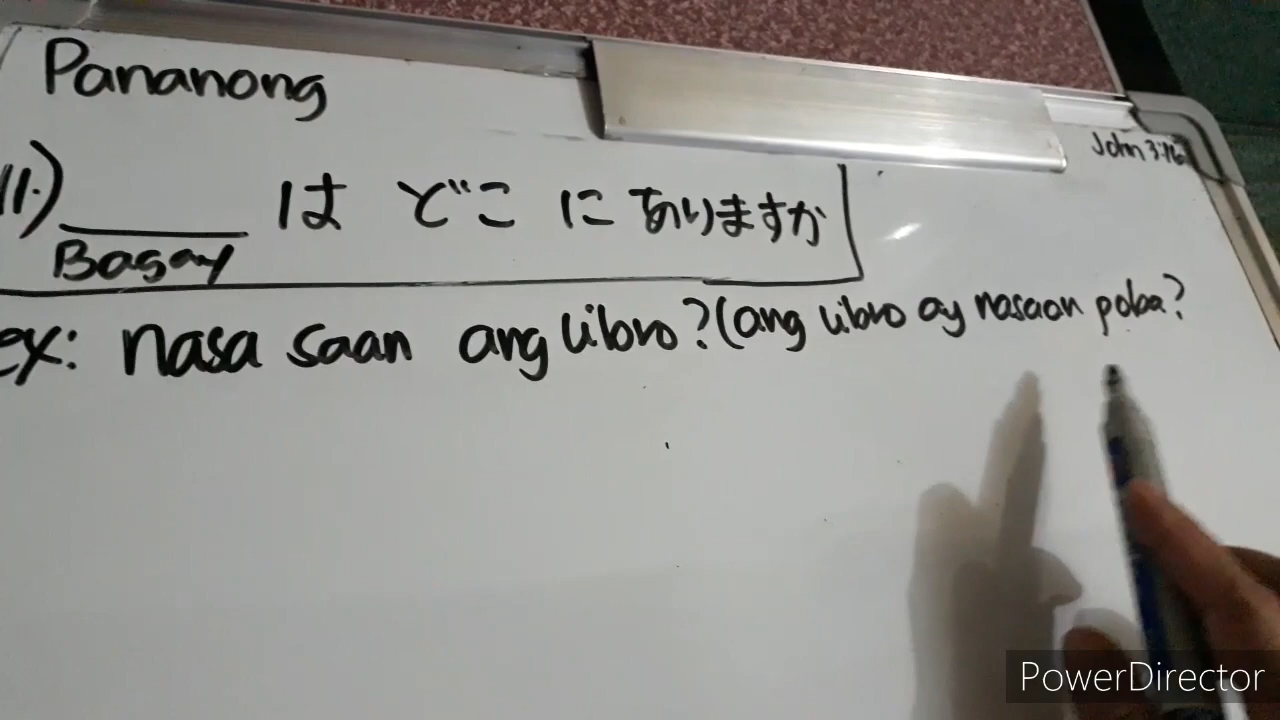 Pananong
John 3:16
11.) ______ は どこ に ありますか
Bagay
ex: nasa saan ang libro? (ang libro ay nasaan poba?
PowerDirector